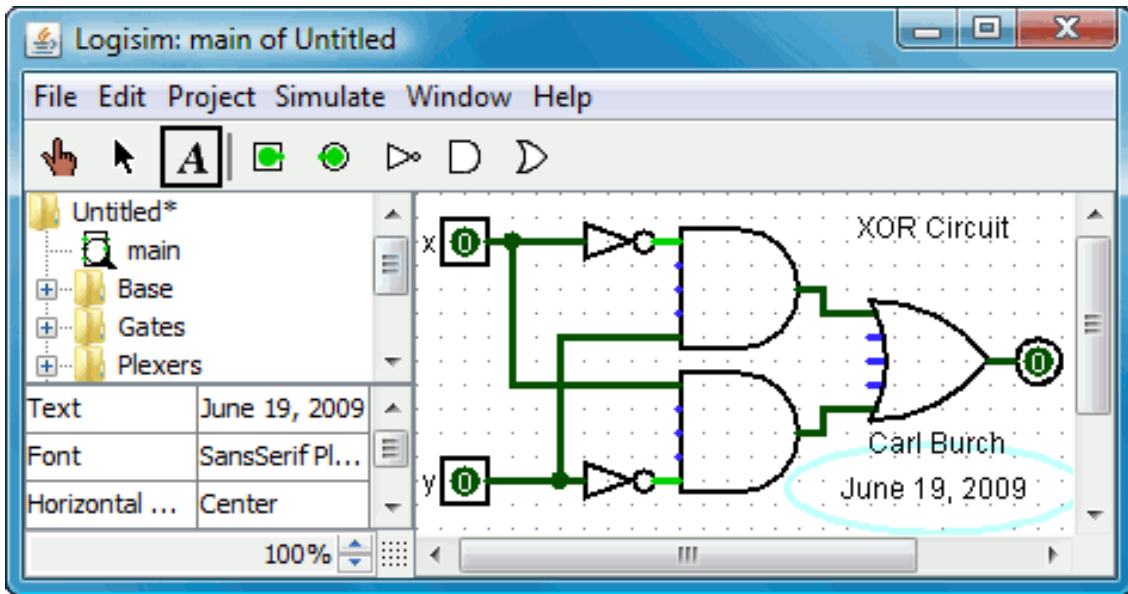 Logisim: main of Untitled
File Edit Project Simulate Window Help
A
Untitled*
main
Base
Gates
Plexers
Text June 19, 2009
Font SansSerif Pl...
Horizontal ... Center
100%
XOR Circuit
x 0
0
y 0
Carl Burch
June 19, 2009